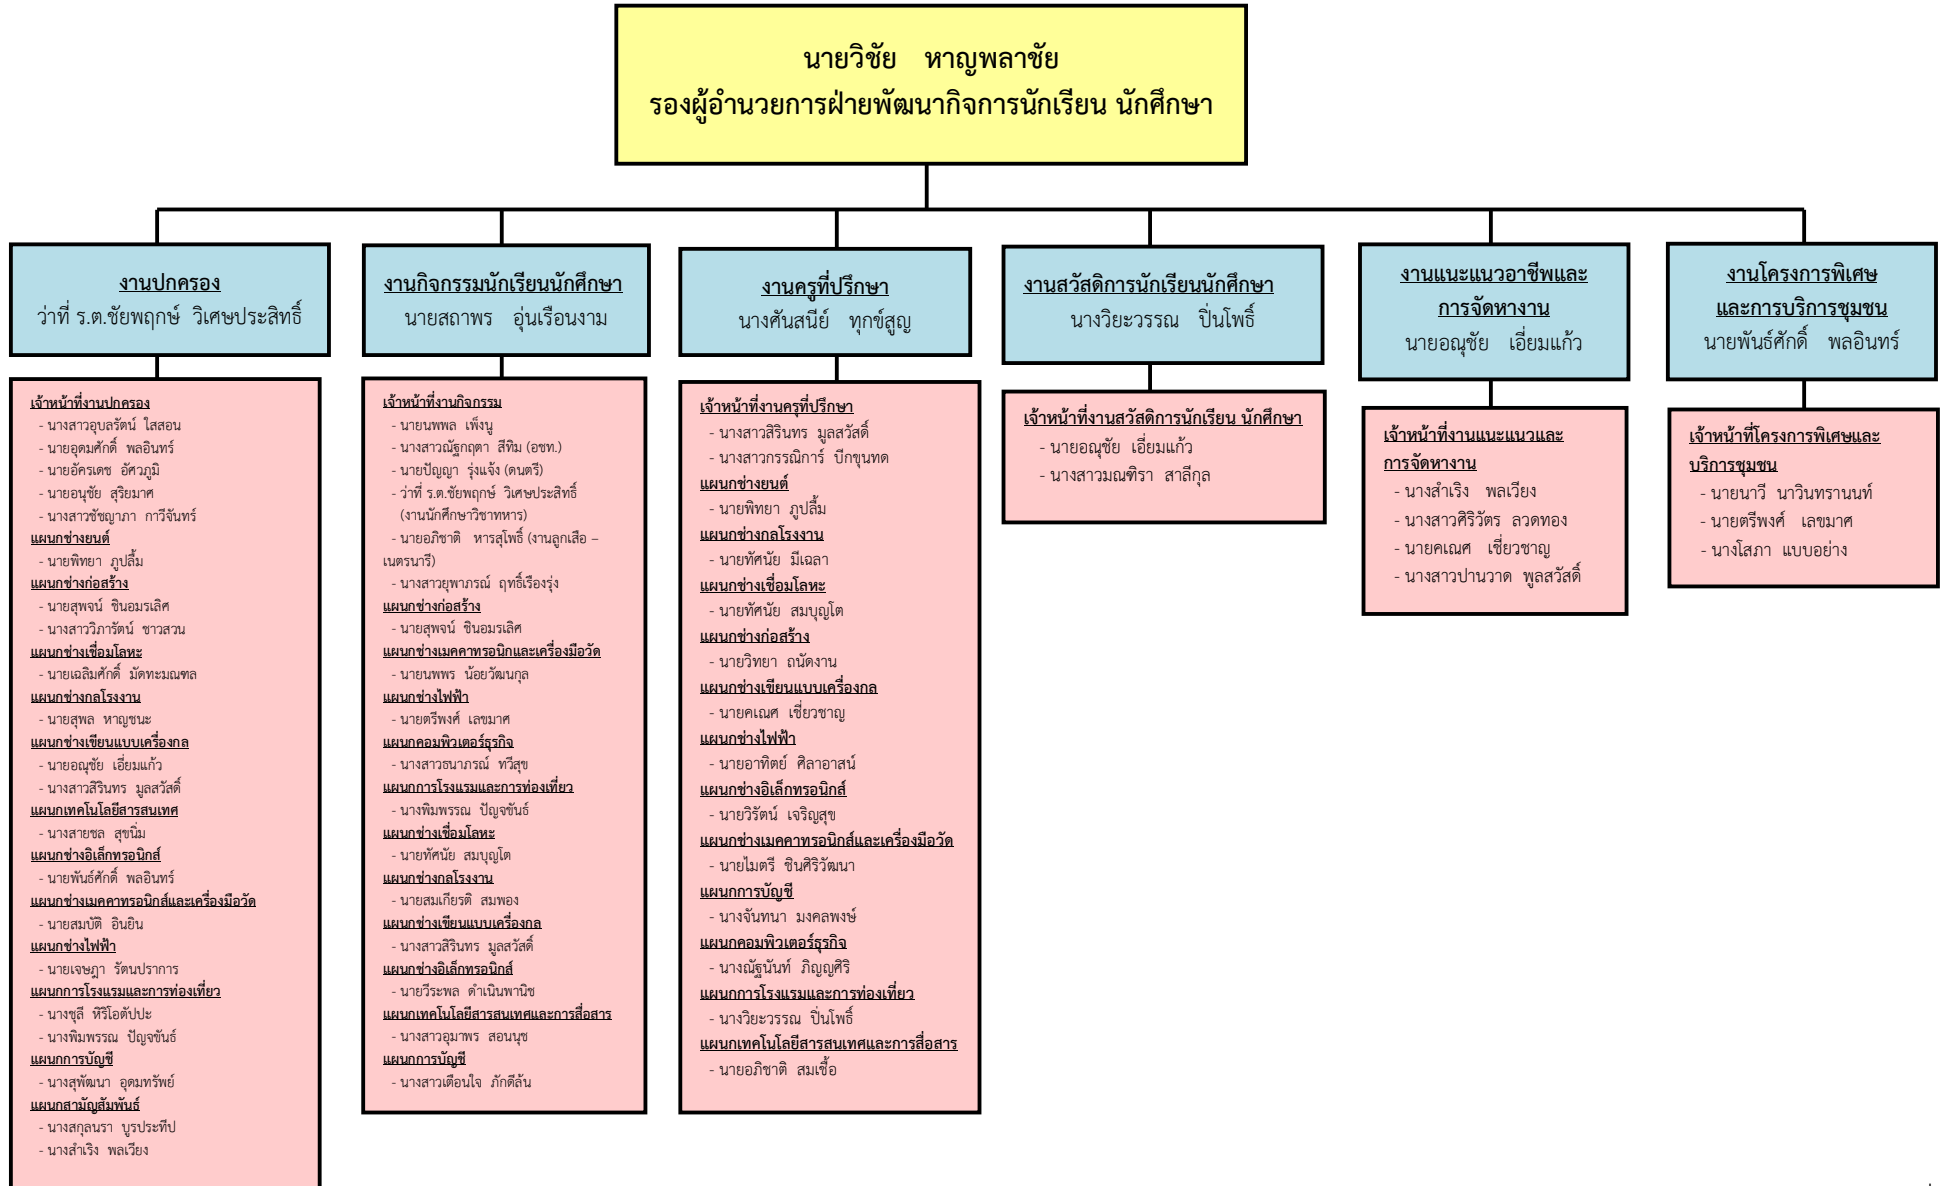 นายวิชัย หาญพลาชัย
รองผู้อำนวยการฝ่ายพัฒนากิจการนักเรียน นักศึกษา
งานปกครอง
ว่าที่ ร.ต.ชัยพฤกษ์ วิเศษประสิทธิ์
เจ้าหน้าที่งานปกครอง
- นางสาวอุบลรัตน์ ใสสอน
- นายอุดมศักดิ์ พลอินทร์
- นายอัครเดช อัศวภูมิ
- นายอนุชัย สุริยมาศ
- นางสาวชัชญาภา กาวีจันทร์
แผนกช่างยนต์
- นายพิทยา ภูปลื้ม
แผนกช่างก่อสร้าง
- นายสุพจน์ ชินอมรเลิศ
- นางสาววิภารัตน์ ชาวสวน
แผนกช่างเชื่อมโลหะ
- นายเฉลิมศักดิ์ มัดทะมณฑล
แผนกช่างกลโรงงาน
- นายสุพล หาญชนะ
แผนกช่างเขียนแบบเครื่องกล
- นายอณุชัย เอี่ยมแก้ว
- นางสาวสิรินทร มูลสวัสดิ์
แผนกเทคโนโลยีสารสนเทศ
- นางสายชล สุขนิ่ม
แผนกช่างอิเล็กทรอนิกส์
- นายพันธ์ศักดิ์ พลอินทร์
แผนกช่างเมคคาทรอนิกส์และเครื่องมือวัด
- นายสมบัติ อินยิน
แผนกช่างไฟฟ้า
- นายเจษฎา รัตนปราการ
แผนกการโรงแรมและการท่องเที่ยว
- นางชุลี หิริโอตัปปะ
- นางพิมพรรณ ปัญจขันธ์
แผนกการบัญชี
- นางสุพัฒนา อุดมทรัพย์
แผนกสามัญสัมพันธ์
- นางสกุลนรา บูรประทีป
- นางสำเริง พลเวียง
งานกิจกรรมนักเรียนนักศึกษา
นายสถาพร อุ่นเรือนงาม
เจ้าหน้าที่งานกิจกรรม
- นายนพพล เพ็งนู
- นางสาวณัฐกฤตา สีทิม (อชท.)
- นายปัญญา รุ่งแจ้ง (ดนตรี)
- ว่าที่ ร.ต.ชัยพฤกษ์ วิเศษประสิทธิ์
(งานนักศึกษาวิชาทหาร)
- นายอภิชาติ หารสุโพธิ์ (งานลูกเสือ –
เนตรนารี)
- นางสาวยุพาภรณ์ ฤทธิ์เรืองรุ่ง
แผนกช่างก่อสร้าง
- นายสุพจน์ ชินอมรเลิศ
แผนกช่างเมคคาทรอนิกและเครื่องมือวัด
- นายนพพร น้อยวัฒนกุล
แผนกช่างไฟฟ้า
- นายตรีพงศ์ เลขมาศ
แผนกคอมพิวเตอร์ธุรกิจ
- นางสาวธนาภรณ์ ทวีสุข
แผนกการโรงแรมและการท่องเที่ยว
- นางพิมพรรณ ปัญจขันธ์
แผนกช่างเชื่อมโลหะ
- นายทัศนัย สมบุญโต
แผนกช่างกลโรงงาน
- นายสมเกียรติ สมพอง
แผนกช่างเขียนแบบเครื่องกล
- นางสาวสิรินทร มูลสวัสดิ์
แผนกช่างอิเล็กทรอนิกส์
- นายวีระพล ดำเนินพานิช
แผนกเทคโนโลยีสารสนเทศและการสื่อสาร
- นางสาวอุมาพร สอนนุช
แผนกการบัญชี
- นางสาวเตือนใจ ภักดีล้น
งานครูที่ปรึกษา
นางศันสนีย์ ทุกข์สูญ
เจ้าหน้าที่งานครุที่ปรึกษา
- นางสาวสิรินทร มูลสวัสดิ์
- นางสาวกรรณิการ์ บึกขุนทด
แผนกช่างยนต์
- นายพิทยา ภูปลื้ม
แผนกช่างกลโรงงาน
- นายทัศนัย มีเฉลา
แผนกช่างเชื่อมโลหะ
- นายทัศนัย สมบุญโต
แผนกช่างก่อสร้าง
- นายวิทยา ถนัดงาน
แผนกช่างเขียนแบบเครื่องกล
- นายคเณศ เชี่ยวชาญ
แผนกช่างไฟฟ้า
- นายอาทิตย์ ศิลาอาสน์
แผนกช่างอิเล็กทรอนิกส์
- นายวิรัตน์ เจริญสุข
แผนกช่างเมคคาทรอนิกส์และเครื่องมือวัด
- นายไมตรี ชินศิริวัฒนา
แผนกการบัญชี
- นางจันทนา มงคลพงษ์
แผนกคอมพิวเตอร์ธุรกิจ
- นางณัฐนันท์ ภิญญศิริ
แผนกการโรงแรมและการท่องเที่ยว
- นางวิยะวรรณ ปิ่นโพธิ์
แผนกเทคโนโลยีสารสนเทศและการสื่อสาร
- นายอภิชาติ สมเชื้อ
งานสวัสดิการนักเรียนนักศึกษา
นางวิยะวรรณ ปิ่นโพธิ์
เจ้าหน้าที่งานสวัสดิการนักเรียน นักศึกษา
- นายอณุชัย เอี่ยมแก้ว
- นางสาวมณฑิรา สาลีกุล
งานแนะแนวอาชีพและ
การจัดหางาน
นายอณุชัย เอี่ยมแก้ว
เจ้าหน้าที่งานแนะแนวและ
การจัดหางาน
- นางสำเริง พลเวียง
- นางสาวศิริวัตร ลวดทอง
- นายคเณศ เชี่ยวชาญ
- นางสาวปานวาด พูลสวัสดิ์
งานโครงการพิเศษ
และการบริการชุมชน
นายพันธ์ศักดิ์ พลอินทร์
เจ้าหน้าที่โครงการพิเศษและ
บริการชุมชน
- นายนาวี นาวินทรานนท์
- นายตรีพงศ์ เลขมาศ
- นางโสภา แบบอย่าง